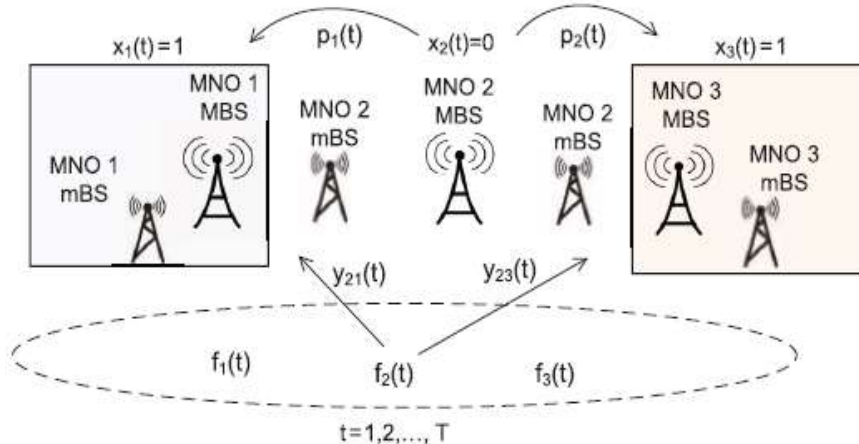 p₁(t)
p₂(t)
x₁(t)=1
x₂(t)=0
x₃(t)=1
MNO 1
MBS
MNO 1
mBS
MNO 2
mBS
MNO 2
MBS
MNO 2
mBS
MNO 3
MBS
MNO 3
mBS
y₂₁(t)
y₂₃(t)
f₁(t)
f₂(t)
f₃(t)
t=1,2,..., T